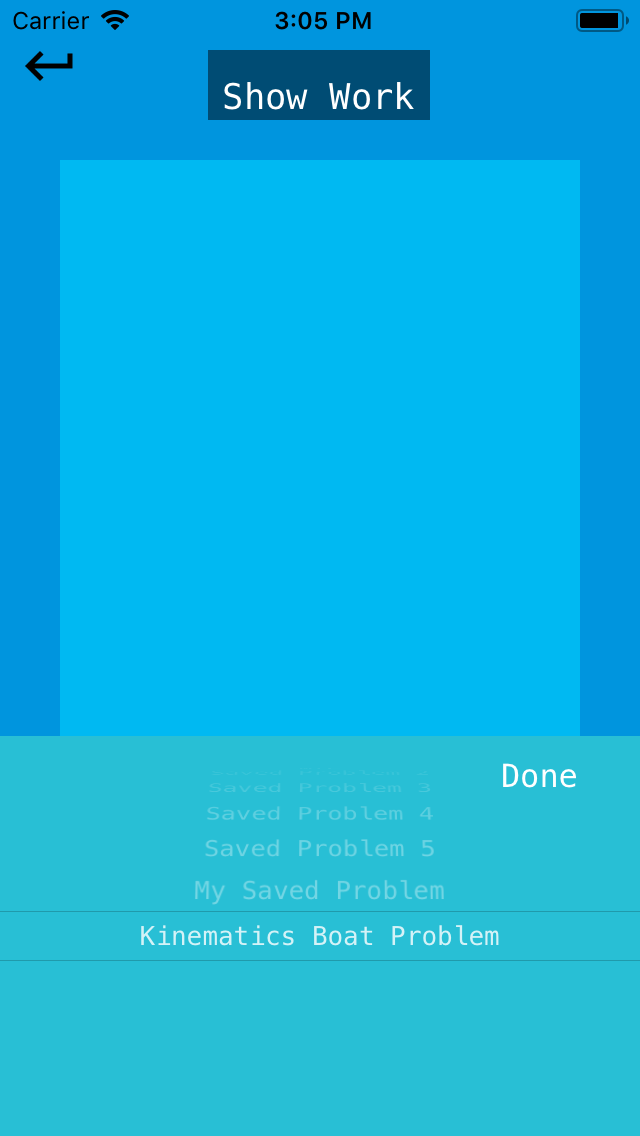 Carrier 3:05 PM
Show Work
Done
Saved Problem 3
Saved Problem 4
Saved Problem 5
My Saved Problem
Kinematics Boat Problem